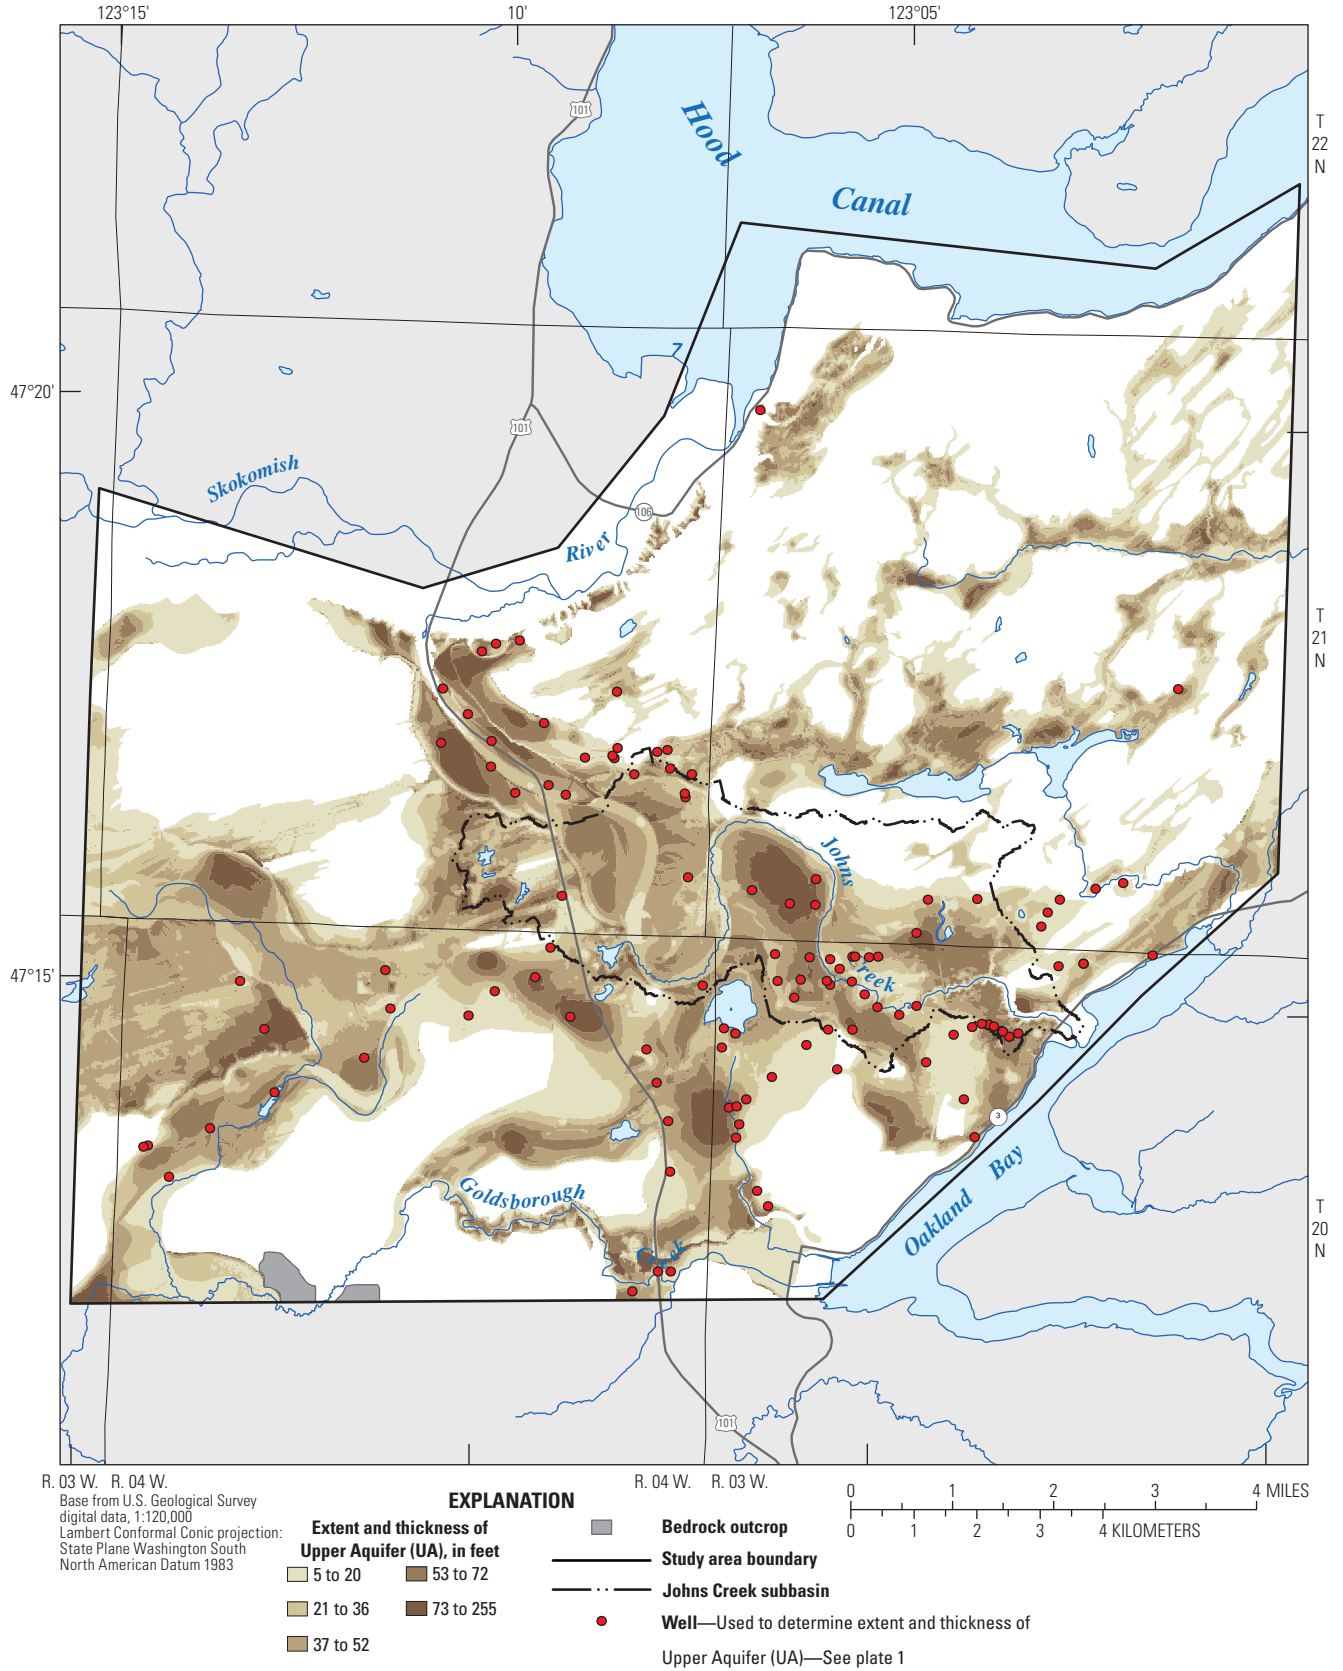 123°15'
10'
123°05'
101
Hood
T
22
N
Canal
7
47°20'
101
Skokomish
106
River
T
21
N
Johns
47°15'
Creek
3
Oakland Bay
Goldsborough
Creek
T
20
N
101
R. 03 W. R. 04 W.
R. 04 W. R. 03 W.
Base from U.S. Geological Survey
digital data, 1:120,000
Lambert Conformal Conic projection:
State Plane Washington South
North American Datum 1983
0 1 2 3 4 MILES
0 1 2 3 4 KILOMETERS
EXPLANATION
Extent and thickness of
Upper Aquifer (UA), in feet
5 to 20
53 to 72
21 to 36
73 to 255
37 to 52
Bedrock outcrop
Study area boundary
Johns Creek subbasin
Well—Used to determine extent and thickness of
Upper Aquifer (UA)—See plate 1